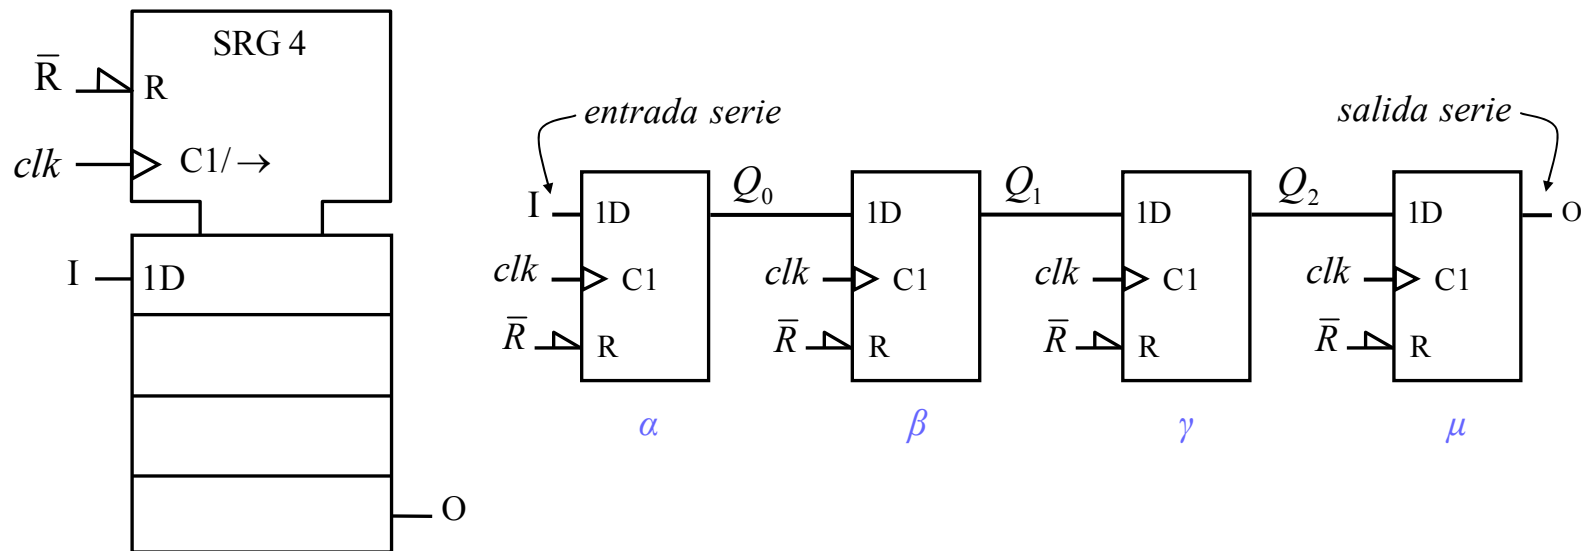 SRG 4
R̅ R
clk C1/→
I 1D
O
entrada serie
salida serie
I 1D Q₀ 1D Q₁ 1D Q₂ 1D O
clk C1 clk C1 clk C1 clk C1
R̅ R R̅ R R̅ R R̅ R
α β γ μ